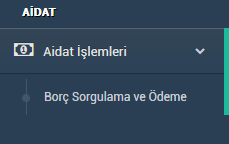 AİDAT
Aidat İşlemleri
Borç Sorgulama ve Ödeme